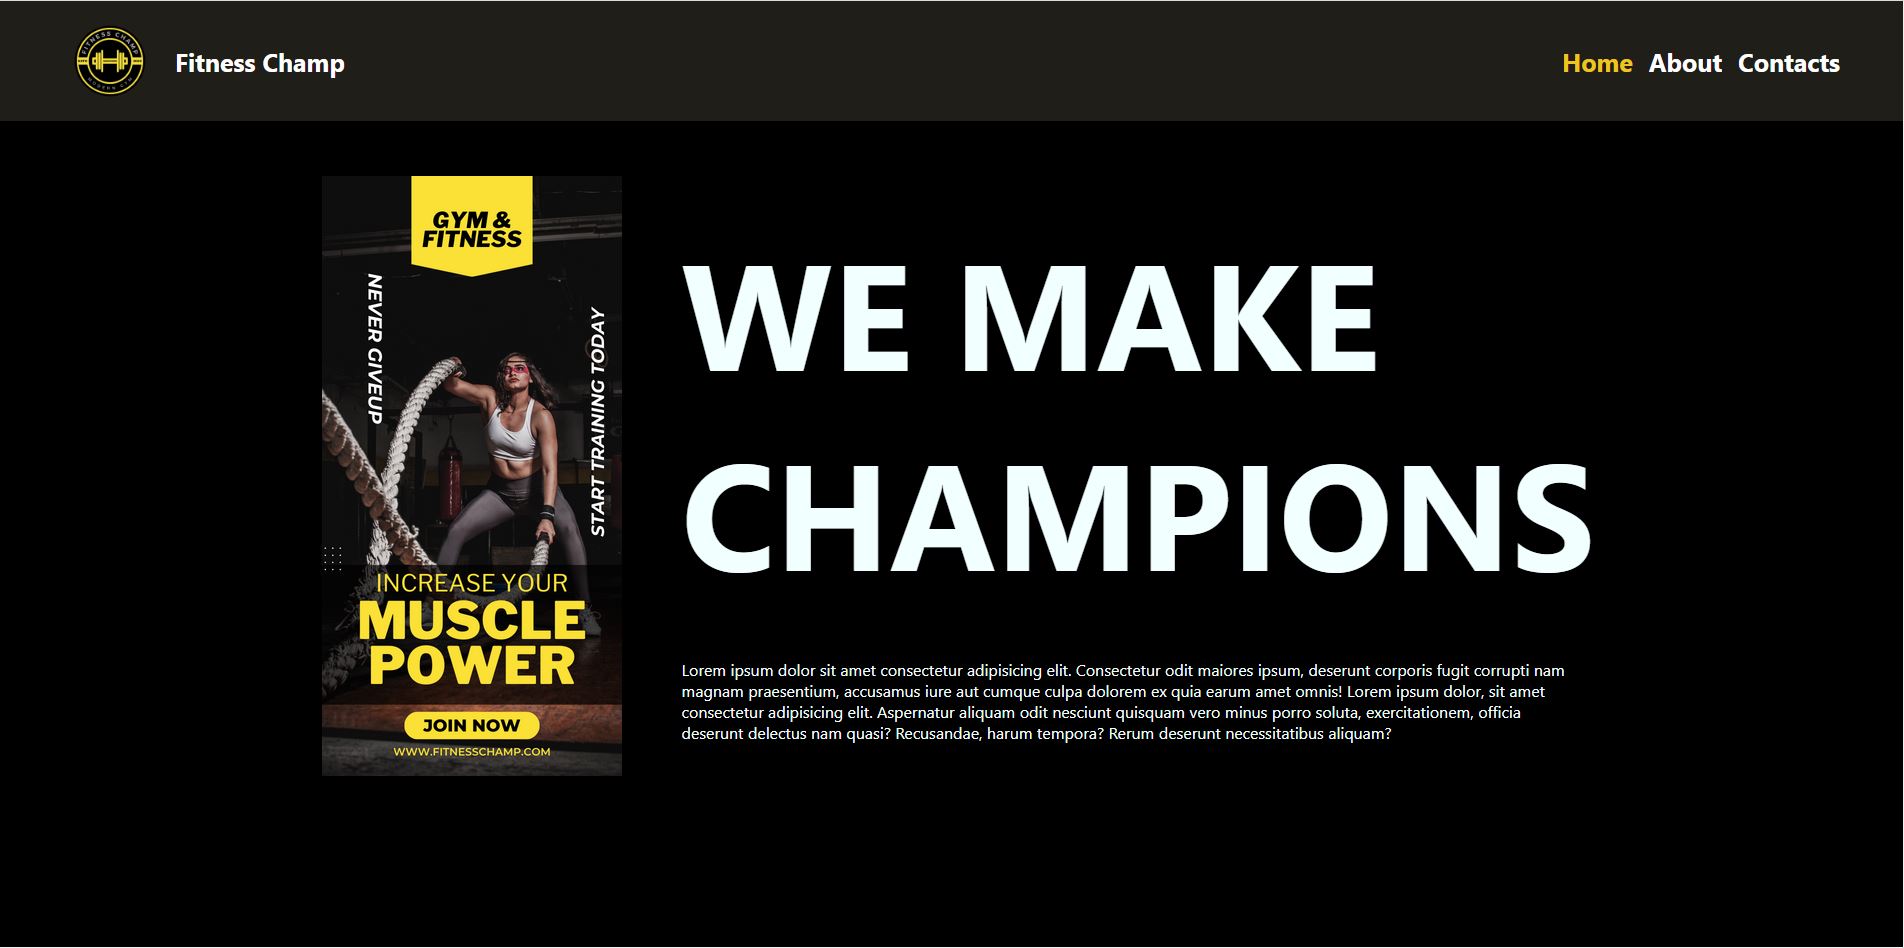 FITNESS CHAMP
MODERN GYM
Fitness Champ
Home About Contacts
GYM &
FITNESS
NEVER GIVEUP
START TRAINING TODAY
INCREASE YOUR
MUSCLE
POWER
JOIN NOW
WWW.FITNESSCHAMP.COM
WE MAKE
CHAMPIONS
Lorem ipsum dolor sit amet consectetur adipisicing elit. Consectetur odit maiores ipsum, deserunt corporis fugit corrupti nam
magnam praesentium, accusamus iure aut cumque culpa dolorem ex quia earum amet omnis! Lorem ipsum dolor, sit amet
consectetur adipisicing elit. Aspernatur aliquam odit nesciunt quisquam vero minus porro soluta, exercitationem, officia
deserunt delectus nam quasi? Recusandae, harum tempora? Rerum deserunt necessitatibus aliquam?